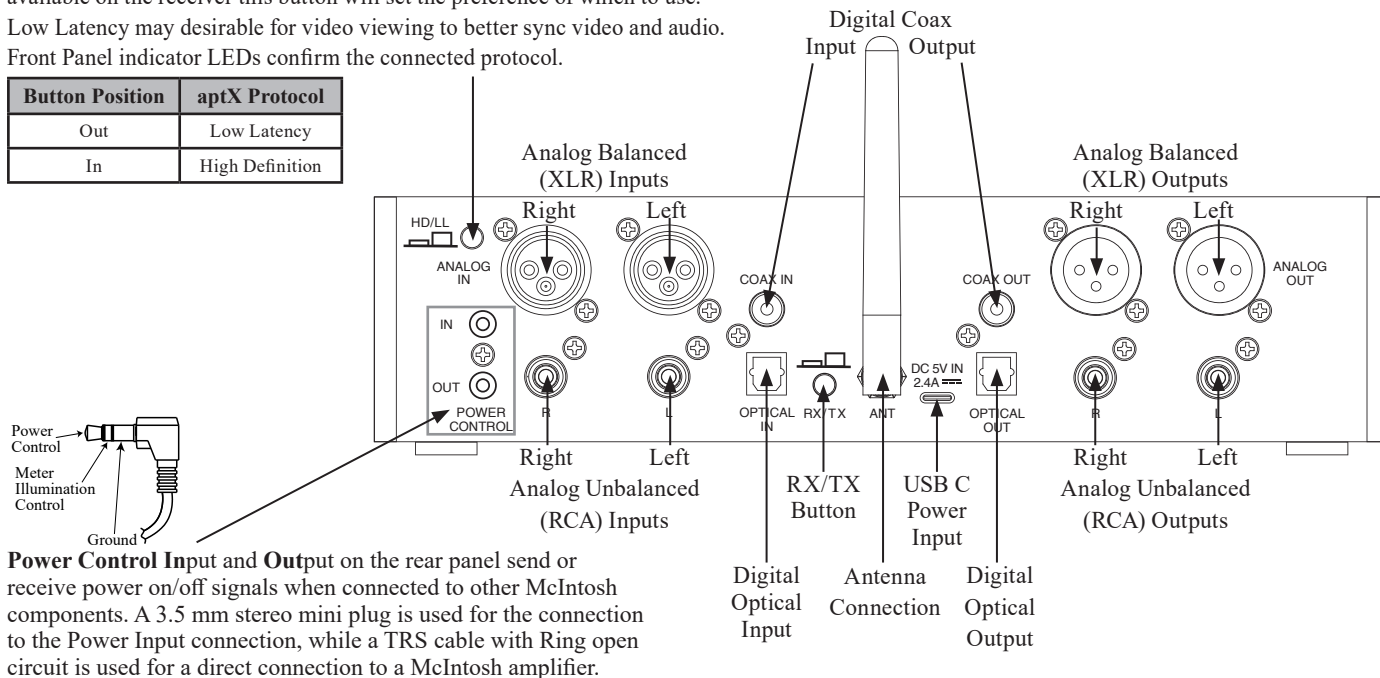 available on the receiver this button will set the preference of which to use.
Low Latency may desirable for video viewing to better sync video and audio.
Front Panel indicator LEDs confirm the connected protocol.
Button Position aptX Protocol
Out Low Latency
In High Definition
Digital Coax
Input Output
Analog Balanced
(XLR) Inputs
Right Left
Analog Balanced
(XLR) Outputs
Right Left
HD/LL
ANALOG
IN
COAX IN
COAX OUT
ANALOG
OUT
IN
OUT
POWER
CONTROL
R
L
OPTICAL
IN
RX/TX
ANT
DC 5V IN
2.4A
OPTICAL
OUT
R
L
Right Left
Analog Unbalanced
(RCA) Inputs
RX/TX
Button
USB C
Power
Input
Right Left
Analog Unbalanced
(RCA) Outputs
Digital
Optical
Input
Antenna
Connection
Digital
Optical
Output
Power
Control
Meter
Illumination
Control
Ground
Power Control Input and Output on the rear panel send or
receive power on/off signals when connected to other McIntosh
components. A 3.5 mm stereo mini plug is used for the connection
to the Power Input connection, while a TRS cable with Ring open
circuit is used for a direct connection to a McIntosh amplifier.